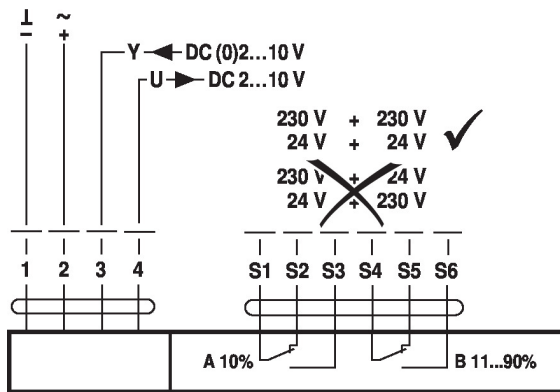 ⊥ ~
– +
Y DC (0)2...10 V
U DC 2...10 V
230 V + 230 V
24 V + 24 V
230 V + 24 V
24 V + 230 V
1 2 3 4 S1 S2 S3 S4 S5 S6
A 10% B 11...90%